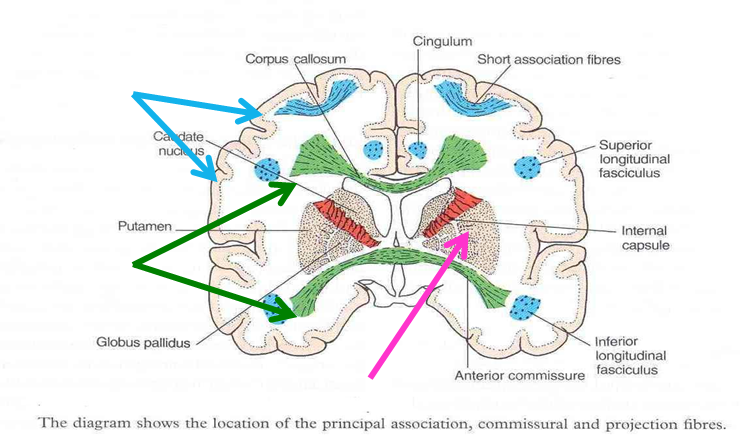 Cingulum
Corpus callosum
Short association fibres
Caudate
nucleus
Superior
longitudinal
fasciculus
Putamen
Internal
capsule
Globus pallidus
Inferior
longitudinal
fasciculus
Anterior commissure
The diagram shows the location of the principal association, commissural and projection fibres.